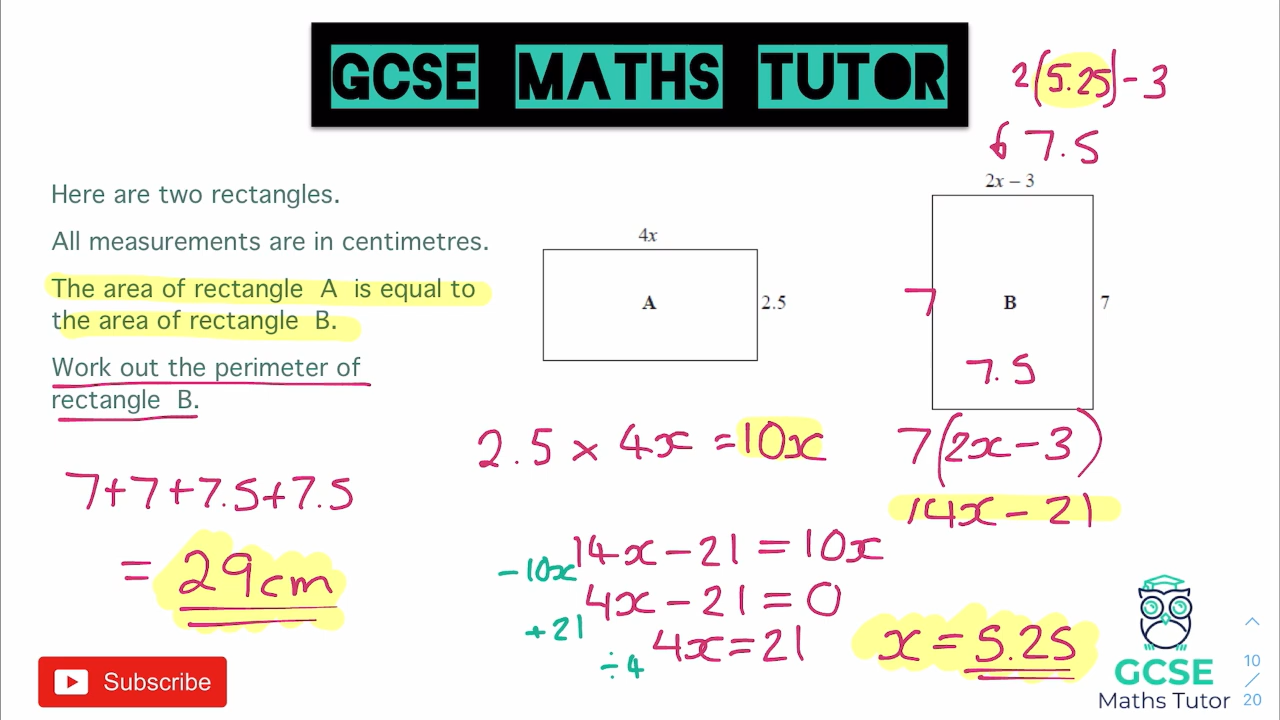 GCSE MATHS TUTOR
2(5.25) - 3
7.5
Here are two rectangles.
All measurements are in centimetres.
The area of rectangle A is equal to
the area of rectangle B.
Work out the perimeter of
rectangle B.
4x
A
2.5
2x – 3
7
B
7
7.5
2.5 × 4x = 10x
7(2x - 3)
14x - 21
7+7+7.5+7.5
= 29cm
14x - 21 = 10x
-10x
4x - 21 = 0
+21
4x = 21
÷4
x = 5.25
Subscribe
GCSE
Maths Tutor
10
/
20